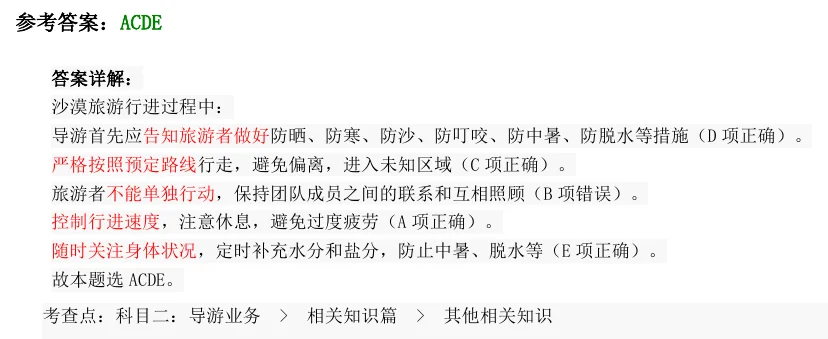 参考答案：ACDE
答案详解：
沙漠旅游行进过程中：
导游首先应告知旅游者做好防晒、防寒、防沙、防叮咬、防中暑、防脱水等措施（D 项正确）。
严格按照预定路线行走，避免偏离，进入未知区域（C 项正确）。
旅游者不能单独行动，保持团队成员之间的联系和互相照顾（B 项错误）。
控制行进速度，注意休息，避免过度疲劳（A 项正确）。
随时关注身体状况，定时补充水分和盐分，防止中暑、脱水等（E 项正确）。
故本题选 ACDE。
考查点：科目二：导游业务 > 相关知识篇 > 其他相关知识